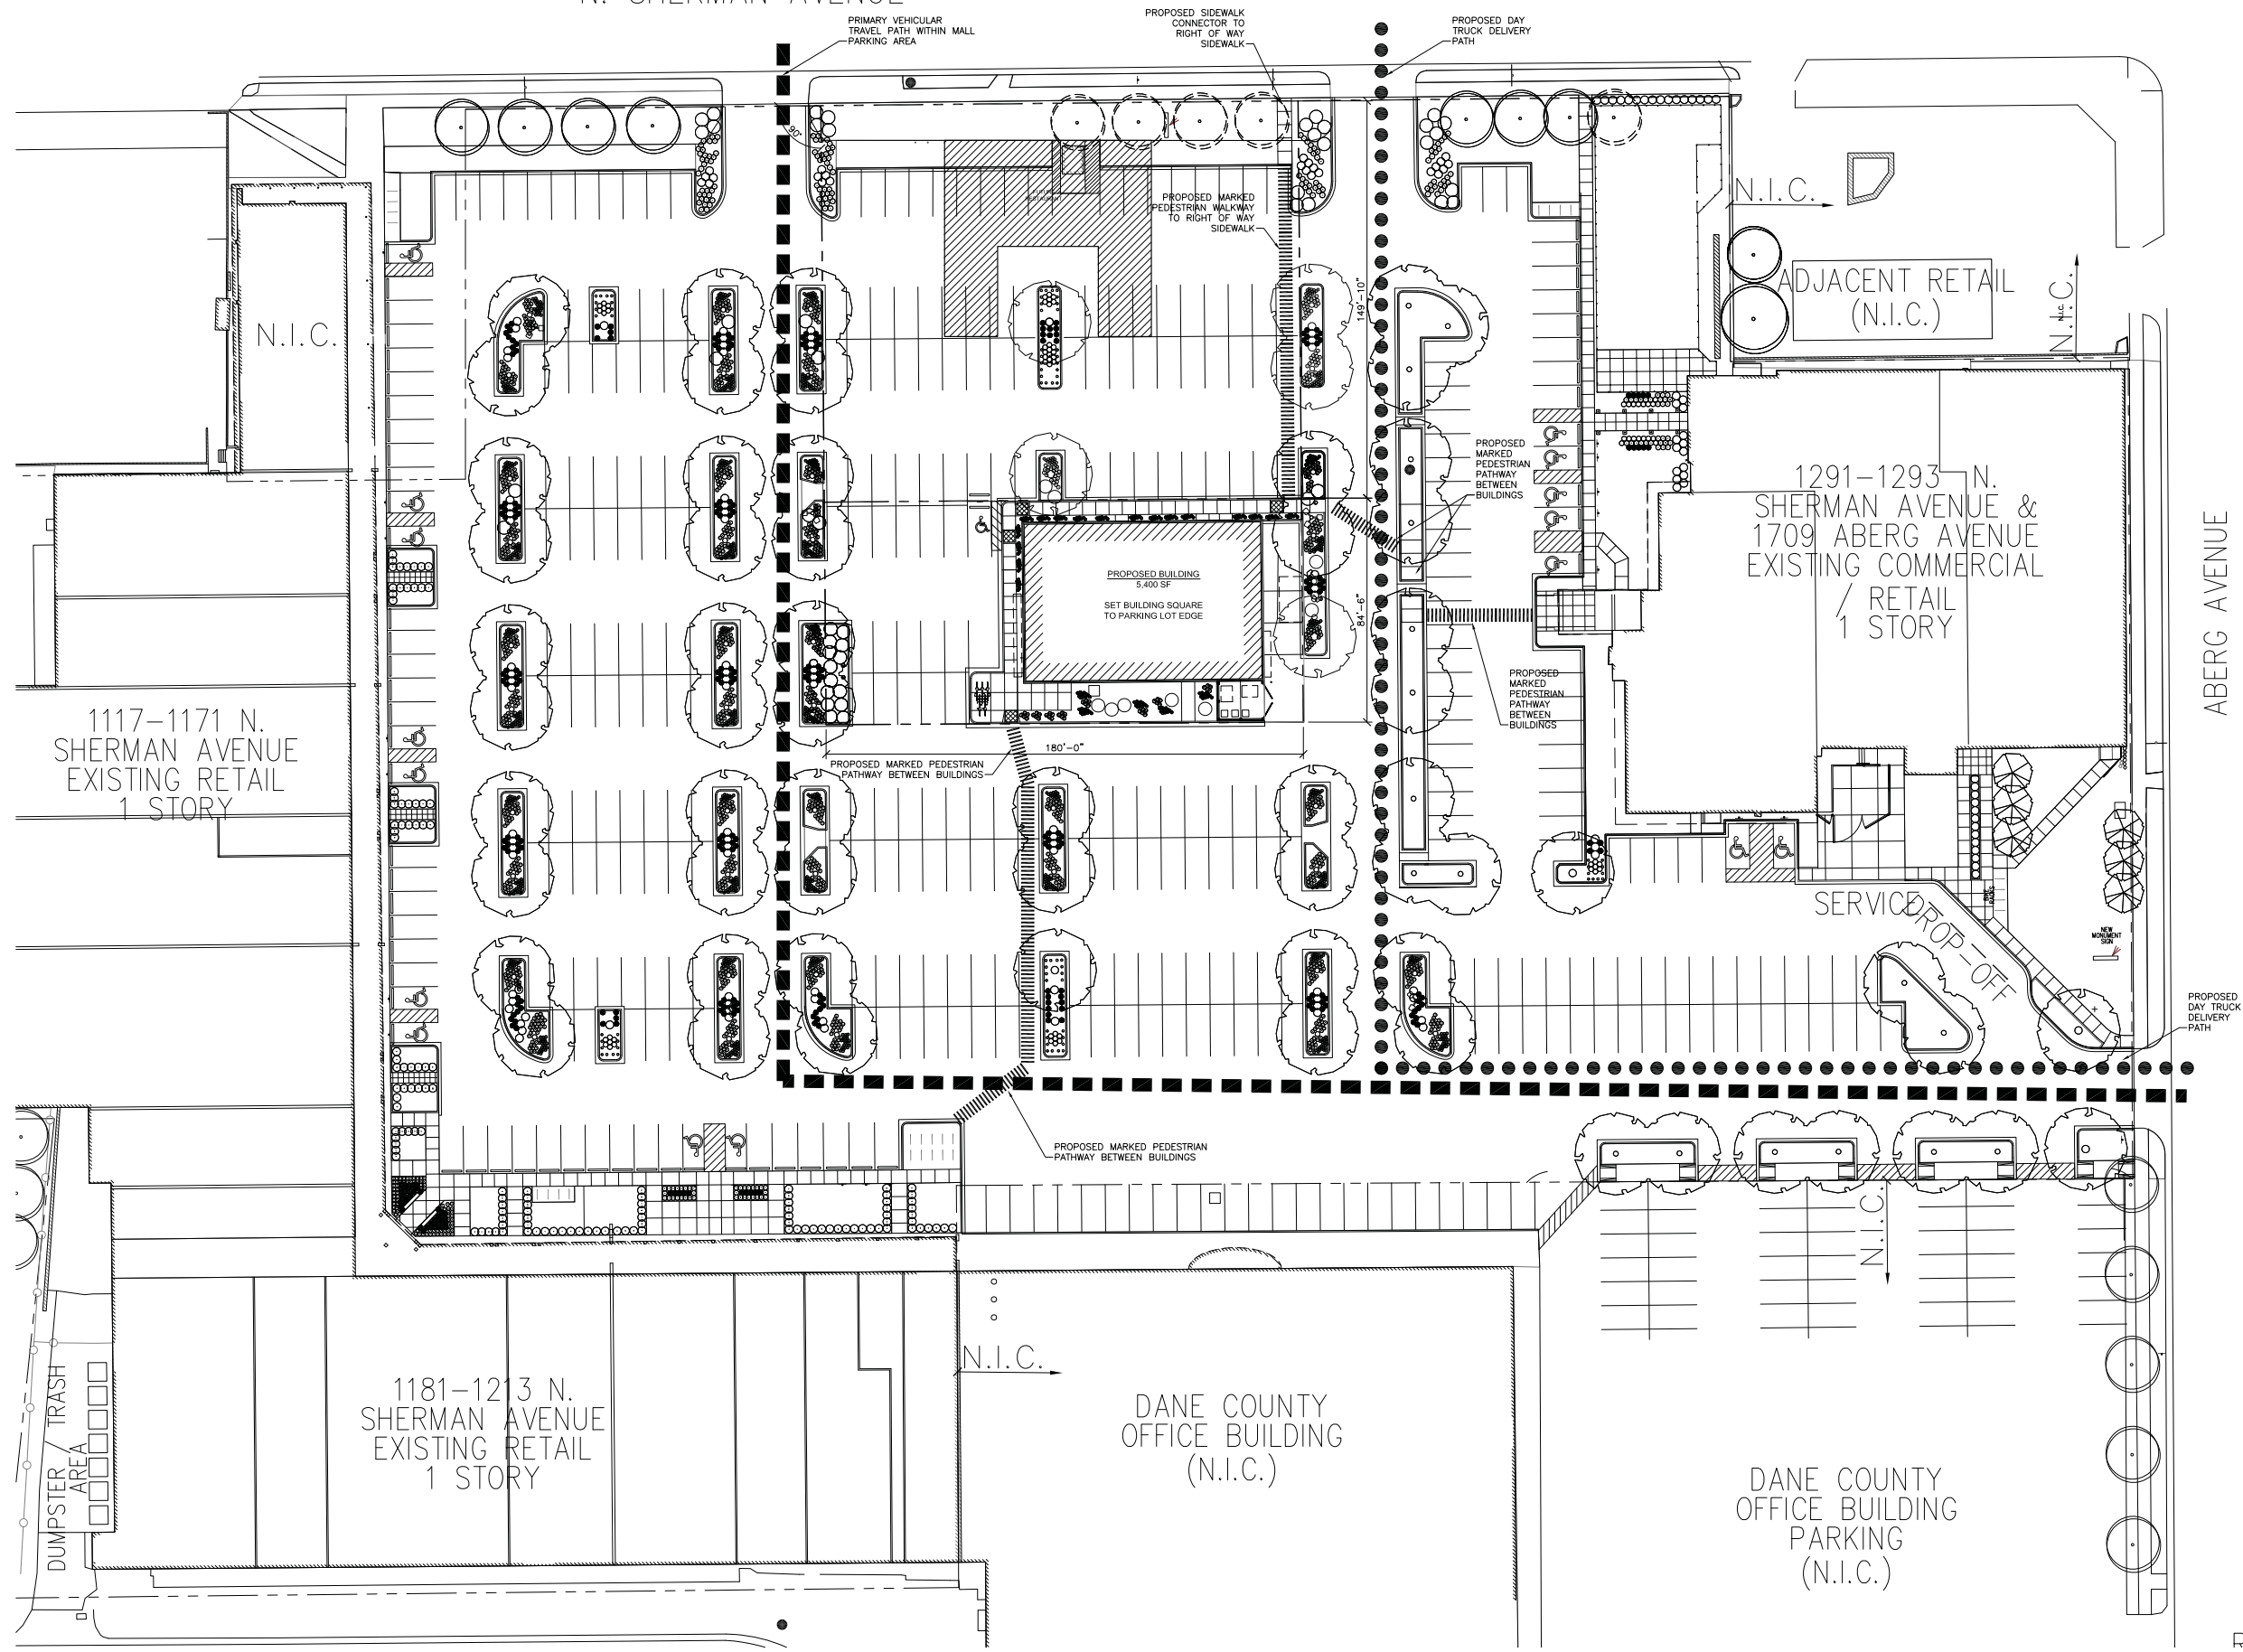 N. SHERMAN AVENUE
PRIMARY VEHICULAR
TRAVEL PATH WITHIN MALL
PARKING AREA
PROPOSED SIDEWALK
CONNECTOR TO
RIGHT OF WAY
SIDEWALK
PROPOSED DAY
TRUCK DELIVERY
PATH
90°
N.I.C.
PROPOSED MARKED
PEDESTRIAN WALKWAY
TO RIGHT OF WAY
SIDEWALK
FUTURE
RESTAURANT
149'-10"
N.I.C.
ADJACENT RETAIL
(N.I.C.)
N.I.C.
N.I.C.
PROPOSED
MARKED
PEDESTRIAN
PATHWAY
BETWEEN
BUILDINGS
1291-1293 N.
SHERMAN AVENUE &
1709 ABERG AVENUE
EXISTING COMMERCIAL
/ RETAIL
1 STORY
ABERG AVENUE
PROPOSED BUILDING
5,400 SF
SET BUILDING SQUARE
TO PARKING LOT EDGE
84'-6"
PROPOSED
MARKED
PEDESTRIAN
PATHWAY
BETWEEN
BUILDINGS
1117-1171 N.
SHERMAN AVENUE
EXISTING RETAIL
1 STORY
180'-0"
PROPOSED MARKED PEDESTRIAN
PATHWAY BETWEEN BUILDINGS
SERVICE
DROP-OFF
BIKE
RACKS
NEW
MONUMENT
SIGN
PROPOSED
DAY TRUCK
DELIVERY
PATH
PROPOSED MARKED PEDESTRIAN
PATHWAY BETWEEN BUILDINGS
N.I.C.
N.I.C.
DUMPSTER / TRASH
AREA
1181-1213 N.
SHERMAN AVENUE
EXISTING RETAIL
1 STORY
DANE COUNTY
OFFICE BUILDING
(N.I.C.)
DANE COUNTY
OFFICE BUILDING
PARKING
(N.I.C.)